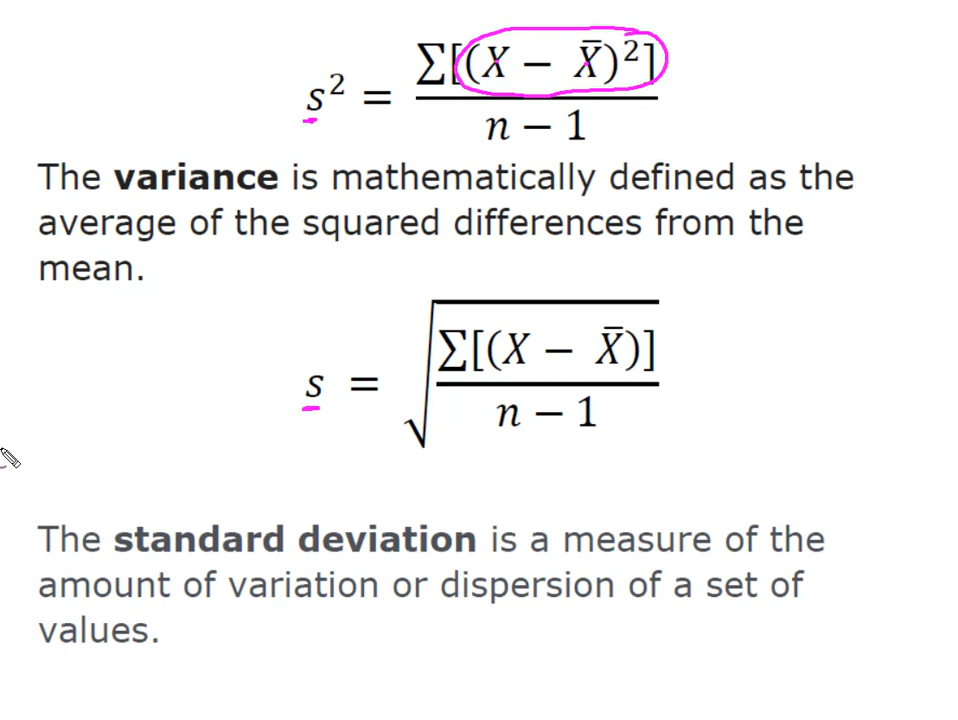 s² = ∑[(X − X̄)²] / n − 1
The variance is mathematically defined as the
average of the squared differences from the
mean.
s = √(∑[(X − X̄)] / n − 1)
The standard deviation is a measure of the
amount of variation or dispersion of a set of
values.